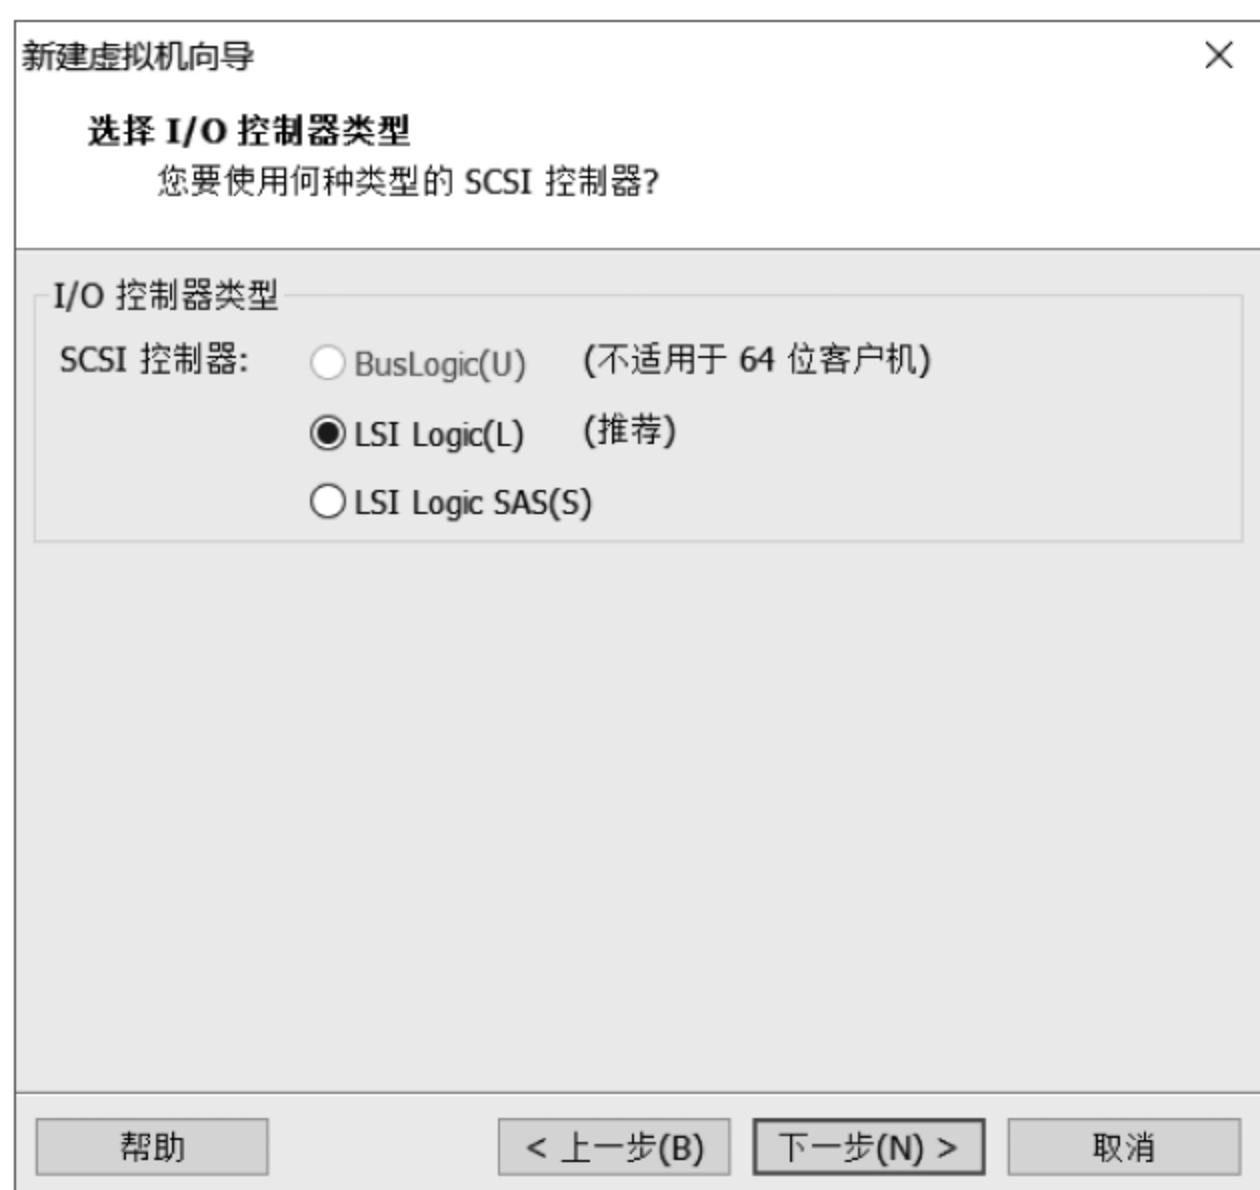 新建虚拟机向导
选择 I/O 控制器类型
您要使用何种类型的 SCSI 控制器?
I/O 控制器类型
SCSI 控制器: BusLogic(U) (不适用于 64 位客户机)
LSI Logic(L) (推荐)
LSI Logic SAS(S)
帮助 < 上一步(B) 下一步(N) > 取消